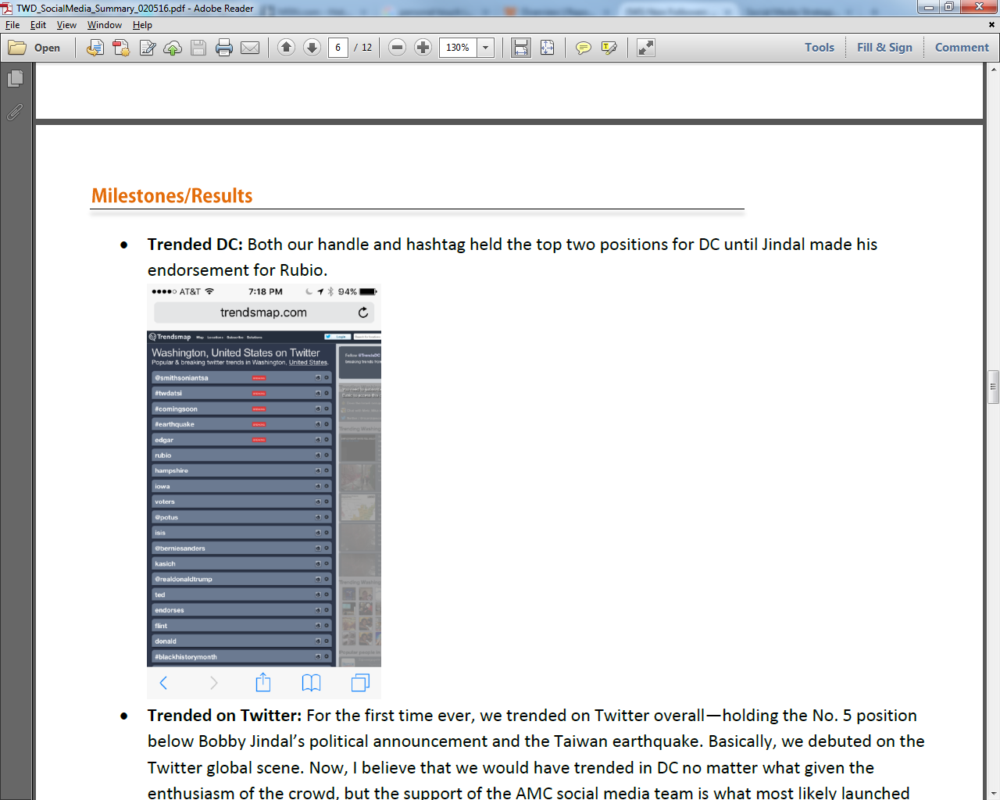 TWD_SocialMedia_Summary_020516.pdf - Adobe Reader
File Edit View Window Help
Open 6 / 12 130% Tools Fill & Sign Comment
Milestones/Results
• Trended DC: Both our handle and hashtag held the top two positions for DC until Jindal made his
endorsement for Rubio.
AT&T 7:18 PM 94%
trendsmap.com
Trendsmap Map Locations Subscribe Solutions Login
Washington, United States on Twitter
Popular & breaking twitter trends in Washington, United States.
@smithsoniantsa
#twdatsi
#comingsoon
#earthquake
edgar
rubio
hampshire
iowa
voters
@potus
isis
@berniesanders
kasich
@realdonaldtrump
ted
endorses
flint
donald
#blackhistorymonth
• Trended on Twitter: For the first time ever, we trended on Twitter overall—holding the No. 5 position
below Bobby Jindal’s political announcement and the Taiwan earthquake. Basically, we debuted on the
Twitter global scene. Now, I believe that we would have trended in DC no matter what given the
enthusiasm of the crowd, but the support of the AMC social media team is what most likely launched